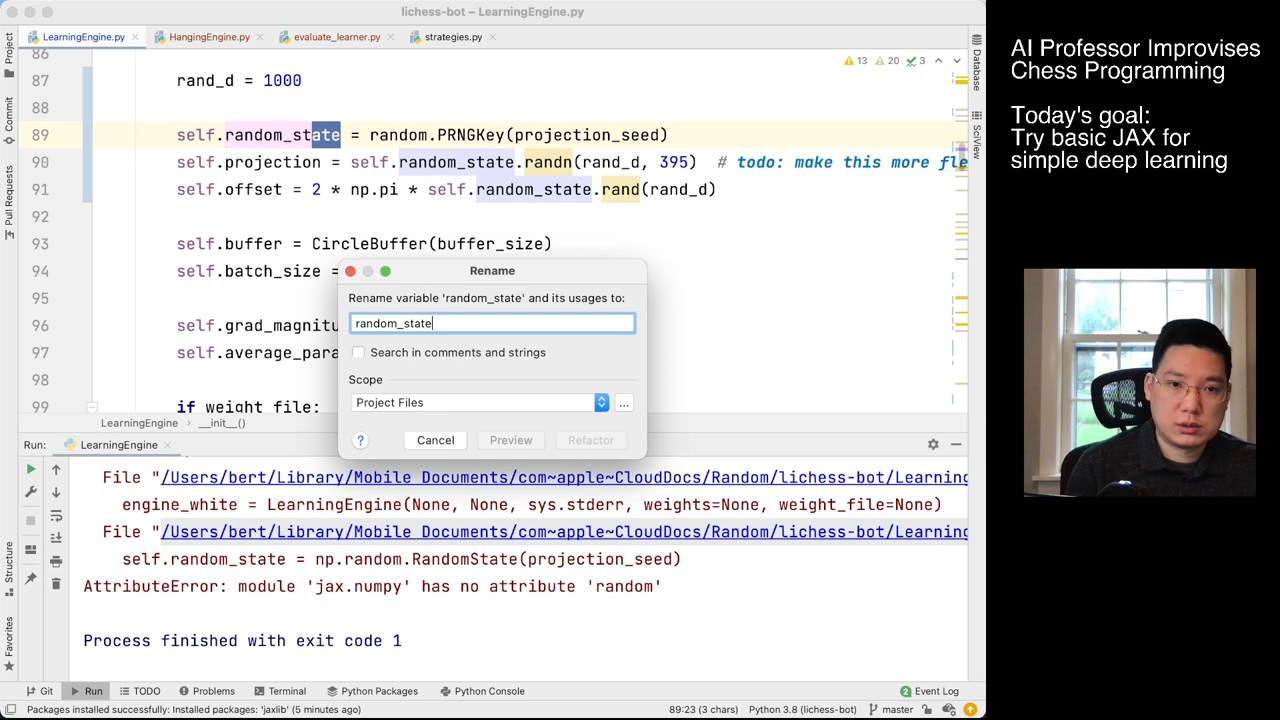 lichess-bot – LearningEngine.py
LearningEngine.py
HangingEngine.py
evaluate_learner.py
strategies.py
86
13 20 3
87 rand_d = 1000
88
89 self.random_state = random.PRNGKey(projection_seed)
90 self.projection = self.random_state.randn(rand_d, 395) # todo: make this more fle
91 self.offset = 2 * np.pi * self.random_state.rand(rand_d)
92
93 self.buffer = CircleBuffer(buffer_size)
94 self.batch_size =
95
96 self.grad_magnitu
97 self.average_para
98
99 if weight_file:
LearningEngine › __init__()
Rename
Rename variable 'random_state' and its usages to:
random_state
Search in comments and strings
Scope
Project Files
...
?
Cancel
Preview
Refactor
Run: LearningEngine
File "/Users/bert/Library/Mobile Documents/com~apple~CloudDocs/Random/lichess-bot/Learning
engine_white = LearningEngine(None, None, sys.stderr, weights=None, weight_file=None)
File "/Users/bert/Library/Mobile Documents/com~apple~CloudDocs/Random/lichess-bot/Learning
self.random_state = np.random.RandomState(projection_seed)
AttributeError: module 'jax.numpy' has no attribute 'random'
Process finished with exit code 1
Git
Run
TODO
Problems
Terminal
Python Packages
Python Console
2 Event Log
Packages installed successfully: Installed packages: 'jaxlib' (5 minutes ago)
89:23 (3 chars)
Python 3.8 (lichess-bot)
master
Project
Commit
Pull Requests
Structure
Favorites
Database
SciView
AI Professor Improvises
Chess Programming
Today's goal:
Try basic JAX for
simple deep learning